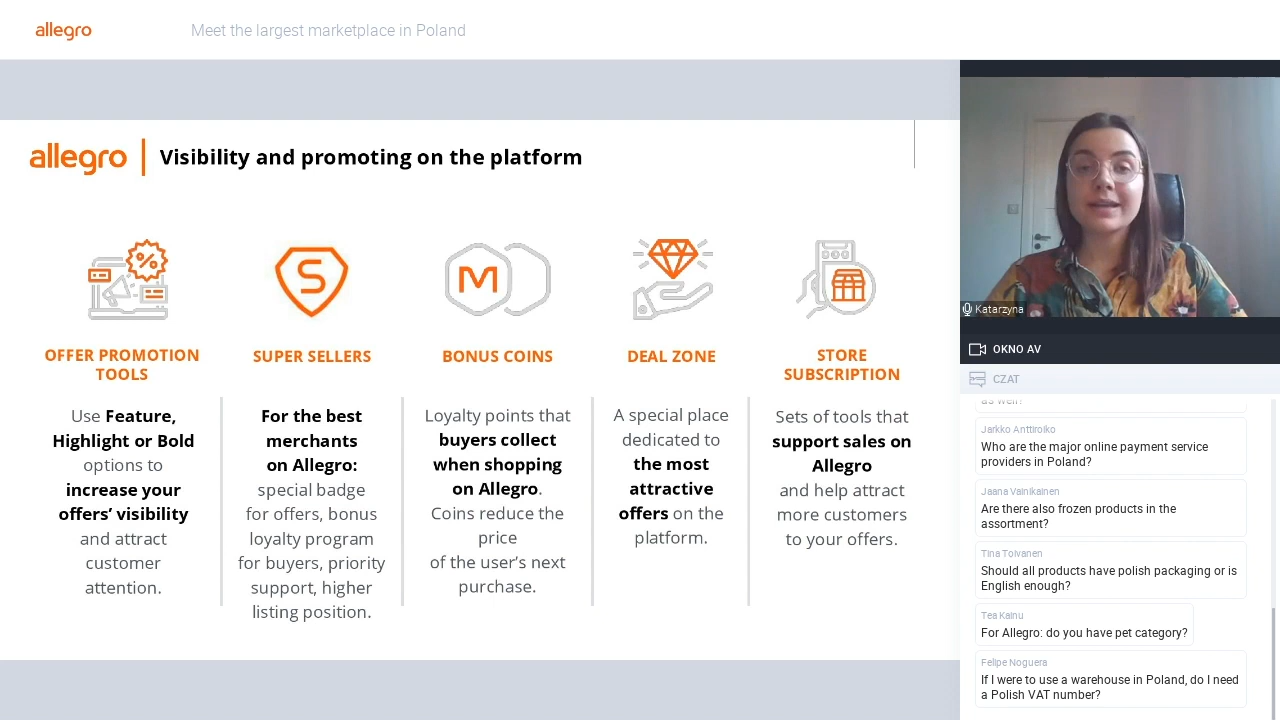 allegro
Meet the largest marketplace in Poland
allegro
Visibility and promoting on the platform
S
M
OFFER PROMOTION
TOOLS
Use Feature,
Highlight or Bold
options to
increase your
offers’ visibility
and attract
customer
attention.
SUPER SELLERS
For the best
merchants
on Allegro:
special badge
for offers, bonus
loyalty program
for buyers, priority
support, higher
listing position.
BONUS COINS
Loyalty points that
buyers collect
when shopping
on Allegro.
Coins reduce the
price
of the user’s next
purchase.
DEAL ZONE
A special place
dedicated to
the most
attractive
offers on the
platform.
STORE
SUBSCRIPTION
Sets of tools that
support sales on
Allegro
and help attract
more customers
to your offers.
Katarzyna
OKNO AV
CZAT
as well?
Jarkko Anttiroiko
Who are the major online payment service
providers in Poland?
Jaana Vainikainen
Are there also frozen products in the
assortment?
Tina Toivanen
Should all products have polish packaging or is
English enough?
Tea Kainu
For Allegro: do you have pet category?
Felipe Noguera
If I were to use a warehouse in Poland, do I need
a Polish VAT number?